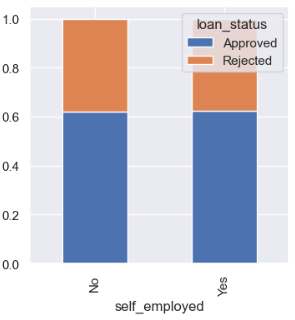 loan_status
Approved
Rejected
1.0
0.8
0.6
0.4
0.2
0.0
No
Yes
self_employed